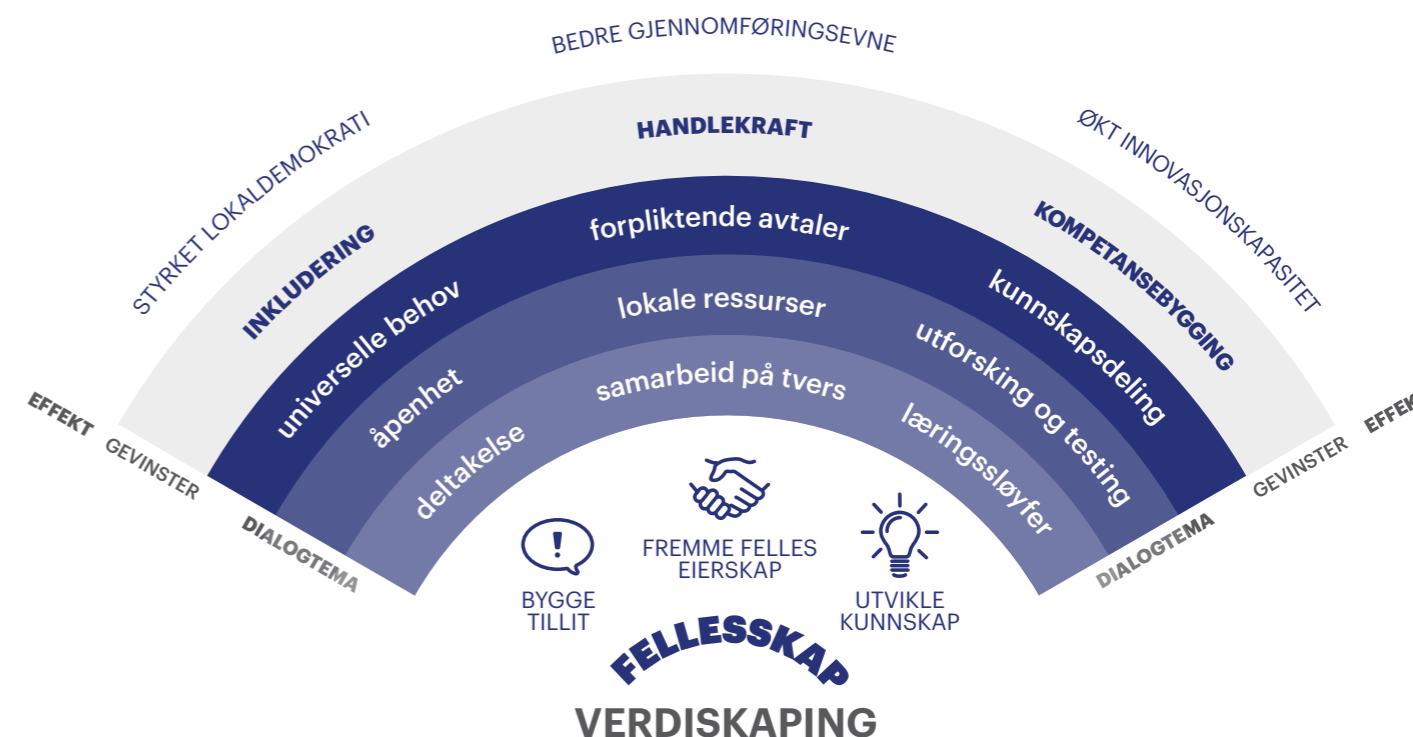 BEDRE GJENNOMFØRINGSEVNE
STYRKET LOKALDEMOKRATI
ØKT INNOVASJONSKAPASITET
HANDLEKRAFT
INKLUDERING
KOMPETANSEBYGGING
forpliktende avtaler
universelle behov
kunnskapsdeling
lokale ressurser
åpenhet
utforsking og testing
samarbeid på tvers
deltakelse
læringssløyfer
EFFEKT
GEVINSTER
DIALOGTEMA
EFFEK
GEVINSTER
DIALOGTEMA
!
BYGGE
TILLIT
FREMME FELLES
EIERSKAP
UTVIKLE
KUNNSKAP
FELLESSKAP
VERDISKAPING